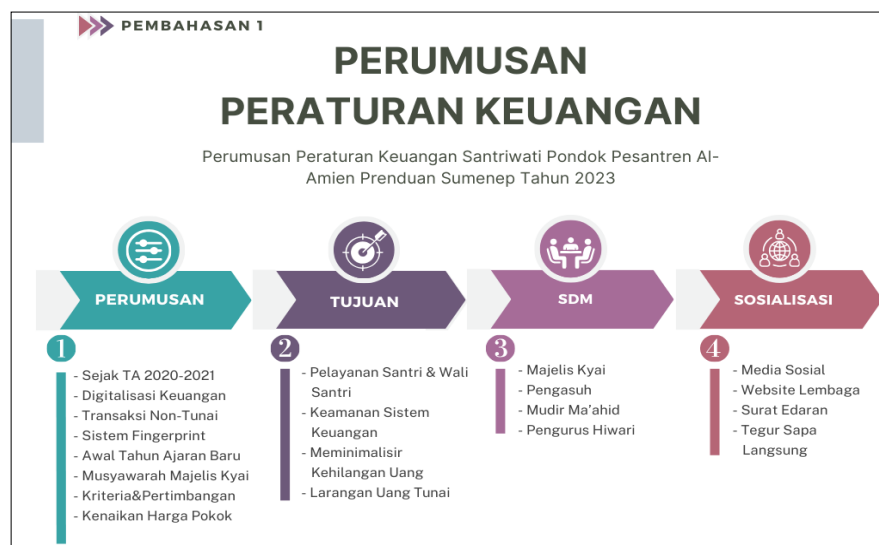 PEMBAHASAN 1
PERUMUSAN
PERATURAN KEUANGAN
Perumusan Peraturan Keuangan Santriwati Pondok Pesantren Al-
Amien Prenduan Sumenep Tahun 2023
PERUMUSAN
1
- Sejak TA 2020-2021
- Digitalisasi Keuangan
- Transaksi Non-Tunai
- Sistem Fingerprint
- Awal Tahun Ajaran Baru
- Musyawarah Majelis Kyai
- Kriteria&Pertimbangan
- Kenaikan Harga Pokok
TUJUAN
2
- Pelayanan Santri & Wali
Santri
- Keamanan Sistem
Keuangan
- Meminimalisir
Kehilangan Uang
- Larangan Uang Tunai
SDM
3
- Majelis Kyai
- Pengasuh
- Mudir Ma'ahid
- Pengurus Hiwari
SOSIALISASI
4
- Media Sosial
- Website Lembaga
- Surat Edaran
- Tegur Sapa
Langsung